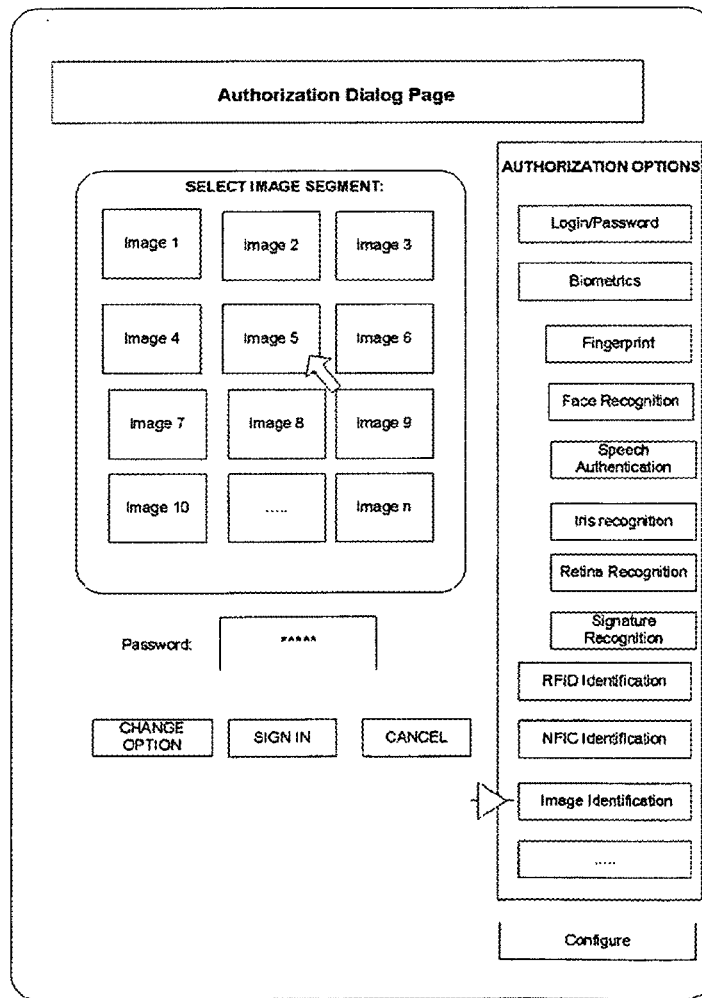 Authorization Dialog Page
SELECT IMAGE SEGMENT:
Image 1
Image 2
Image 3
Image 4
Image 5
Image 6
Image 7
Image 8
Image 9
Image 10
.....
Image n
Password:
*****
CHANGE
OPTION
SIGN IN
CANCEL
AUTHORIZATION OPTIONS
Login/Password
Biometrics
Fingerprint
Face Recognition
Speech
Authentication
Iris recognition
Retina Recognition
Signature
Recognition
RFID Identification
NFIC Identification
Image Identification
.....
Configure